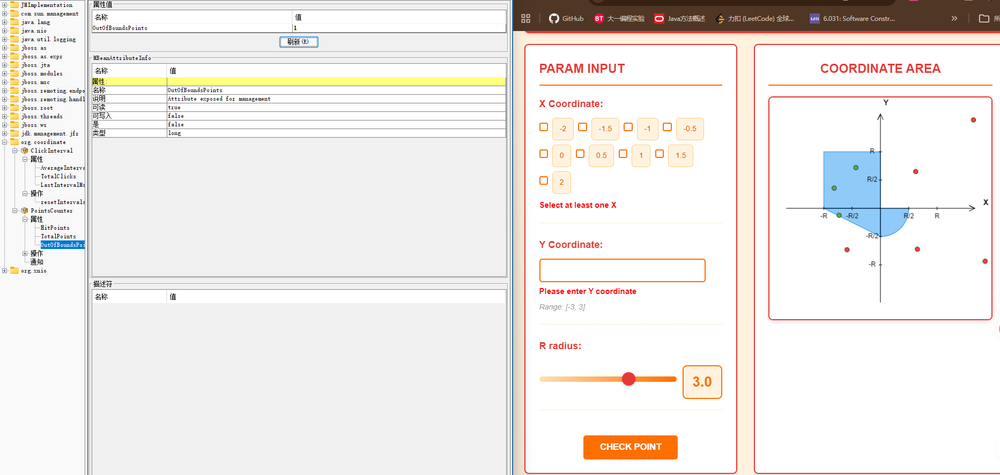 JMImplementation
com.sun.management
java.lang
java.nio
java.util.logging
jboss.as
jboss.as.expr
jboss.jta
jboss.modules
jboss.msc
jboss.remoting.endpo
jboss.remoting.handl
jboss.root
jboss.threads
jboss.ws
jdk.management.jfr
org.coordinate
ClickInterval
属性
AverageInterva
TotalClicks
LastIntervalMs
操作
resetIntervals
PointsCounter
属性
HitPoints
TotalPoints
OutOfBoundsPoi
操作
通知
org.xnio
属性值
名称 值
OutOfBoundsPoints 1
刷新(R)
MBeanAttributeInfo
名称 值
属性:
名称 OutOfBoundsPoints
说明 Attribute exposed for management
可读 true
可写入 false
是 false
类型 long
描述符
名称 值
GitHub BT 大一编程实验 Java方法概述 力扣 (LeetCode) 全球... 6.031 6.031: Software Constr... » 所
PARAM INPUT
X Coordinate:
-2 -1.5 -1 -0.5
0 0.5 1 1.5
2
Select at least one X
Y Coordinate:
Please enter Y coordinate
Range: [-3, 3]
R radius:
3.0
CHECK POINT
COORDINATE AREA
Y
R
R/2
X
-R -R/2 R/2 R
-R/2
-R